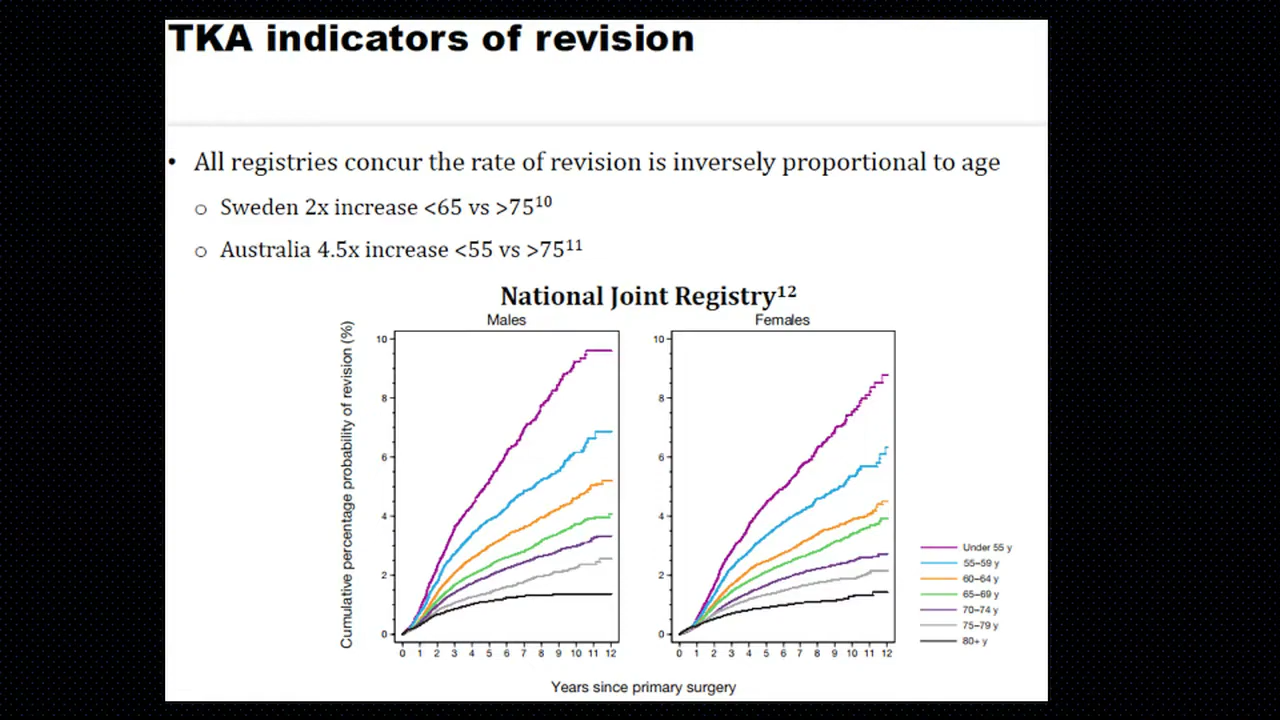 TKA indicators of revision
• All registries concur the rate of revision is inversely proportional to age
o Sweden 2x increase <65 vs >75¹⁰
o Australia 4.5x increase <55 vs >75¹¹
National Joint Registry¹²
Males
Females
Cumulative percentage probability of revision (%)
10
8
6
4
2
0
0 1 2 3 4 5 6 7 8 9 10 11 12
10
8
6
4
2
0
0 1 2 3 4 5 6 7 8 9 10 11 12
Years since primary surgery
Under 55 y
55–59 y
60–64 y
65–69 y
70–74 y
75–79 y
80+ y